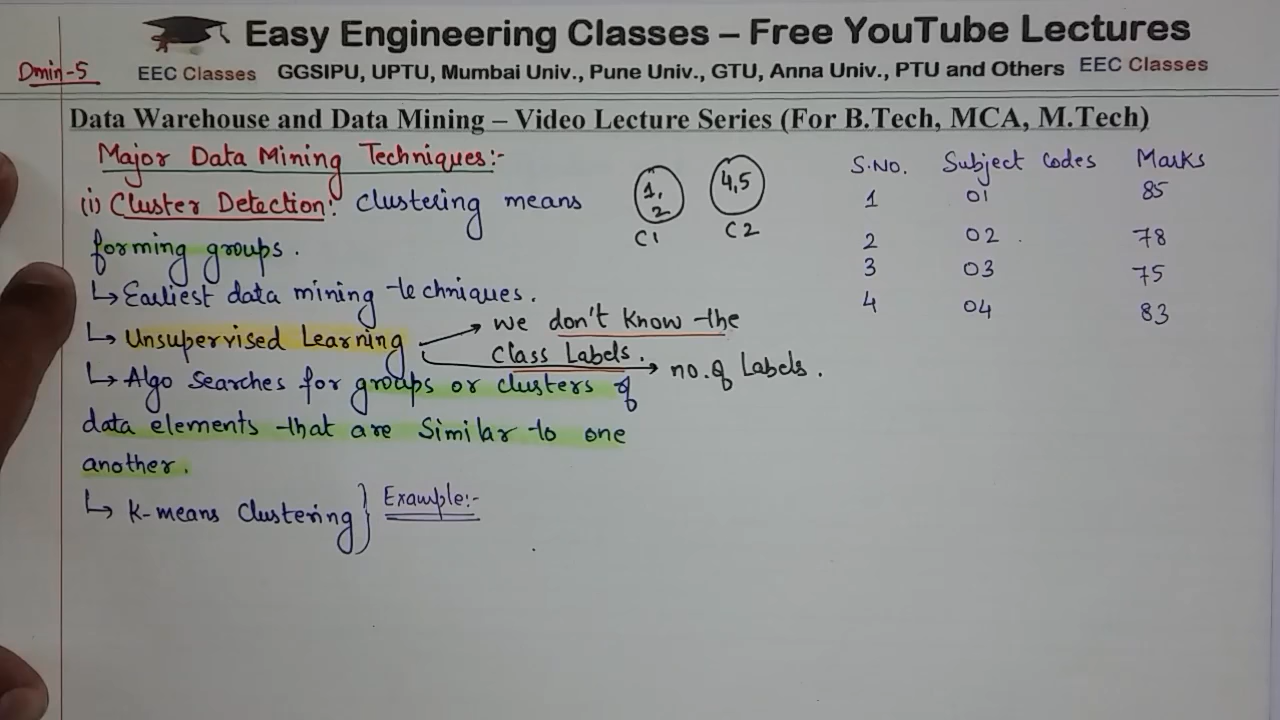 Easy Engineering Classes – Free YouTube Lectures
Dmin-5
EEC Classes GGSIPU, UPTU, Mumbai Univ., Pune Univ., GTU, Anna Univ., PTU and Others EEC Classes
Data Warehouse and Data Mining – Video Lecture Series (For B.Tech, MCA, M.Tech)
Major Data Mining Techniques:-
(i) Cluster Detection: clustering means
forming groups.
↳ Earliest data mining techniques.
↳ Unsupervised Learning → we don't know the
class Labels.
→ no. of Labels.
↳ Algo searches for groups or clusters of
data elements that are similar to one
another.
↳ K-means clustering } Example:-
1, 2
C1
4,5
C2
S.No. Subject Codes Marks
1 01 85
2 02 78
3 03 75
4 04 83